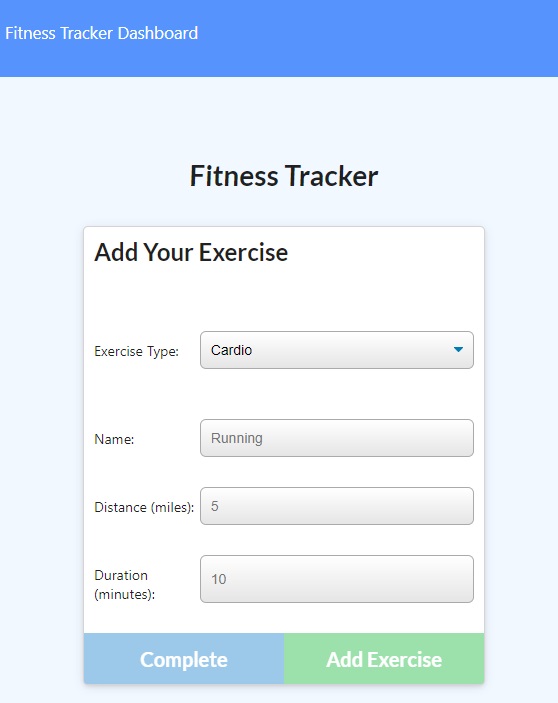 Fitness Tracker Dashboard
Fitness Tracker
Add Your Exercise
Exercise Type: Cardio
Name: Running
Distance (miles): 5
Duration
(minutes): 10
Complete Add Exercise